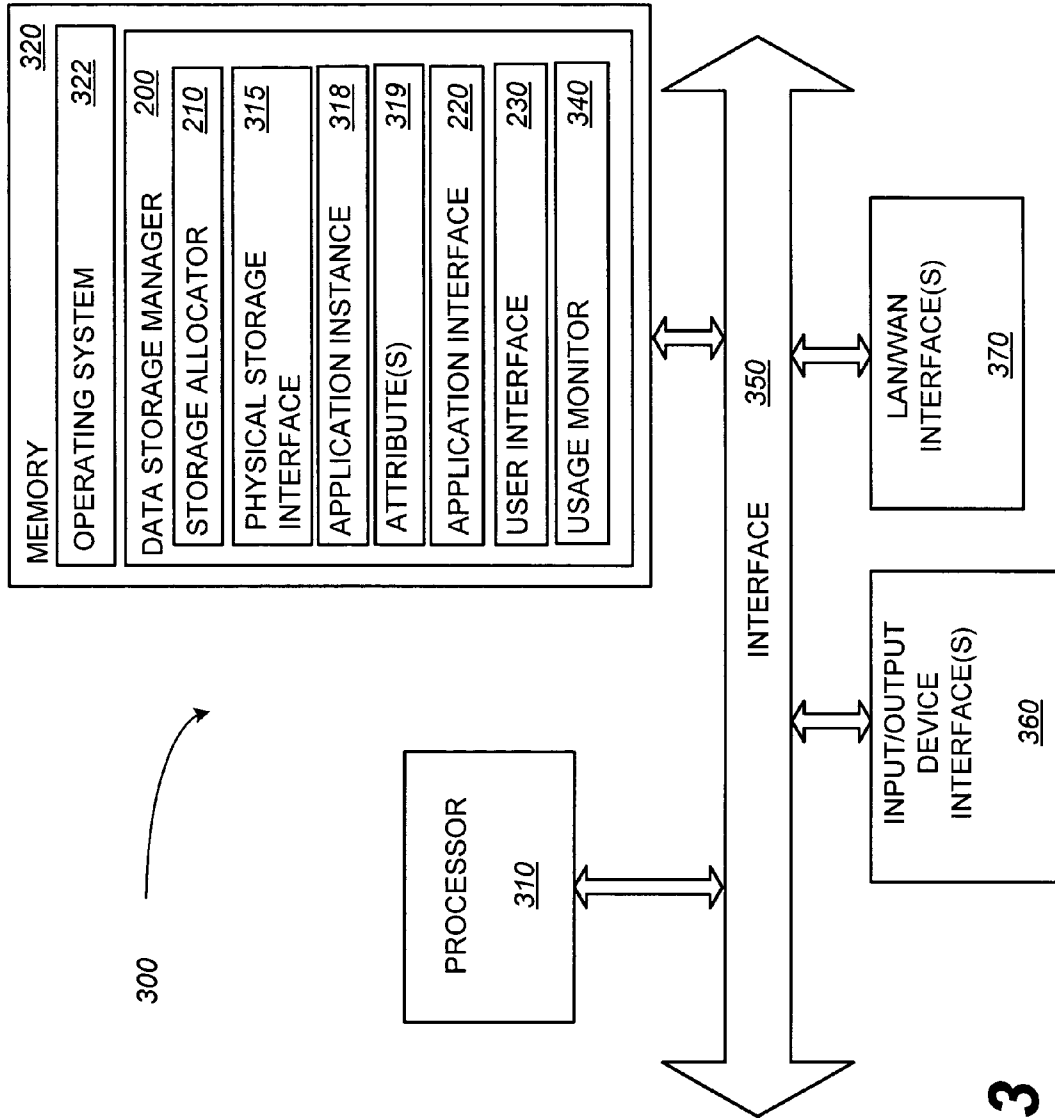 300
MEMORY 320
OPERATING SYSTEM 322
DATA STORAGE MANAGER 200
STORAGE ALLOCATOR 210
PHYSICAL STORAGE
INTERFACE 315
APPLICATION INSTANCE 318
ATTRIBUTE(S) 319
APPLICATION INTERFACE 220
USER INTERFACE 230
USAGE MONITOR 340
PROCESSOR
310
INTERFACE 350
INPUT/OUTPUT
DEVICE
INTERFACE(S)
360
LAN/WAN
INTERFACE(S)
370
3